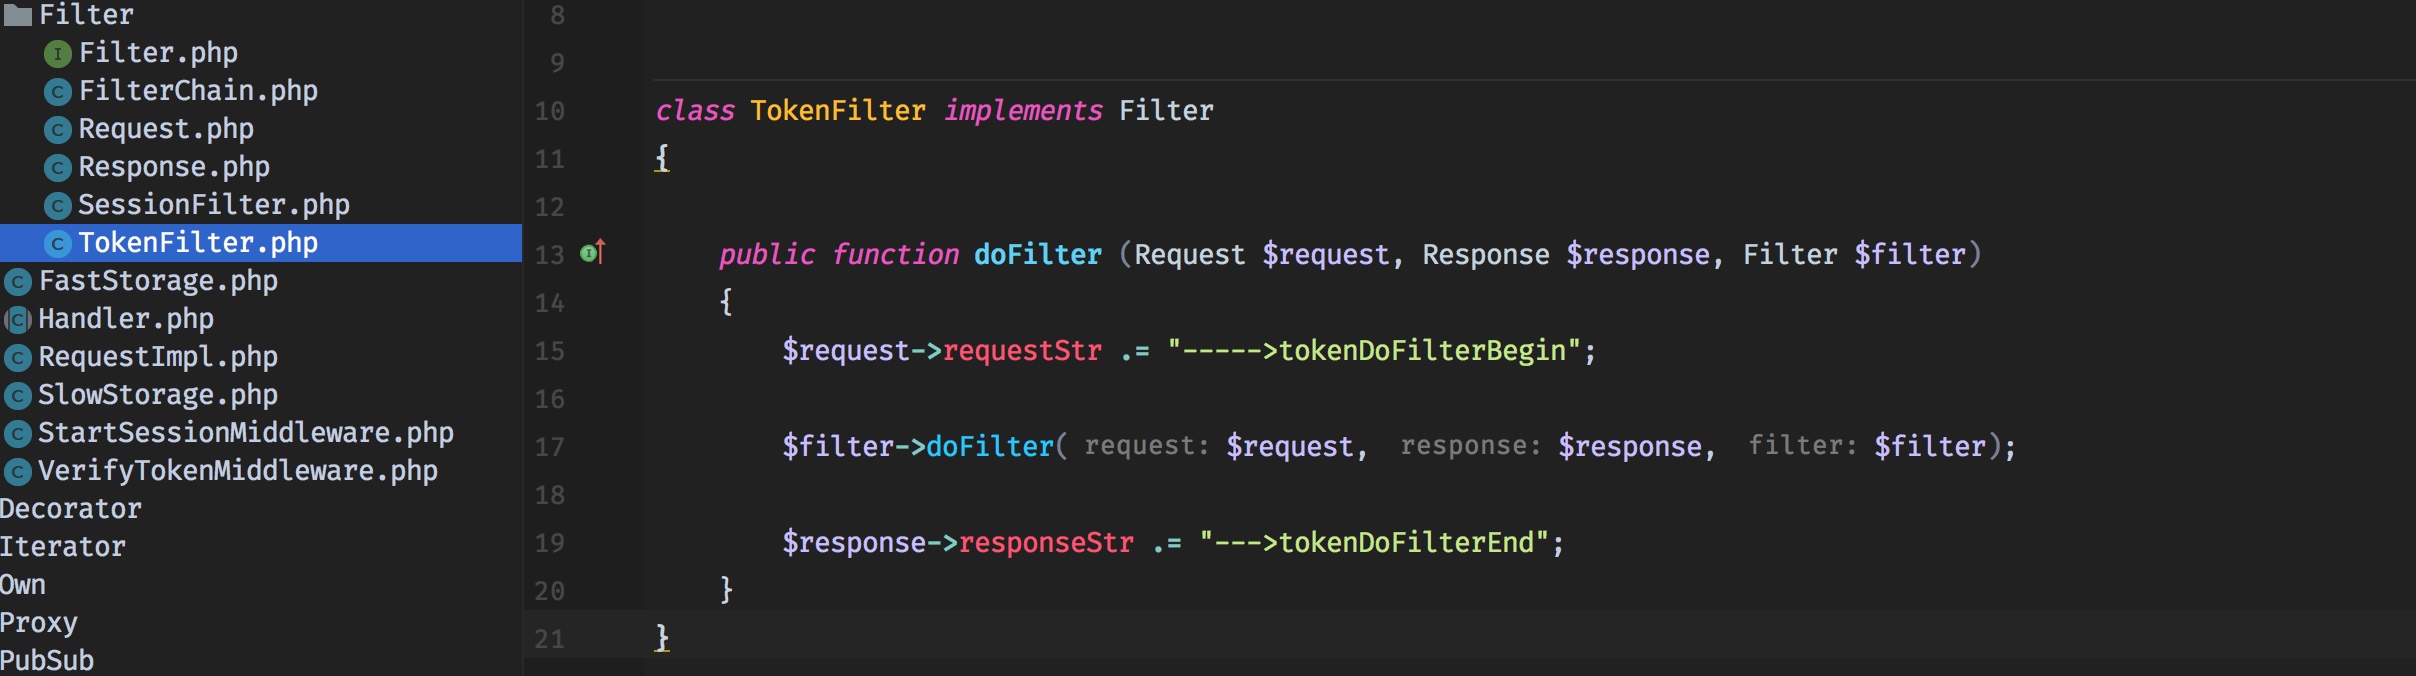 Filter
Filter.php
FilterChain.php
Request.php
Response.php
SessionFilter.php
TokenFilter.php
FastStorage.php
Handler.php
RequestImpl.php
SlowStorage.php
StartSessionMiddleware.php
VerifyTokenMiddleware.php
Decorator
Iterator
Own
Proxy
PubSub
8
9
10 class TokenFilter implements Filter
11 {
12
13 public function doFilter (Request $request, Response $response, Filter $filter)
14 {
15 $request->requestStr .= "----->tokenDoFilterBegin";
16
17 $filter->doFilter( request: $request, response: $response, filter: $filter);
18
19 $response->responseStr .= "--->tokenDoFilterEnd";
20 }
21 }